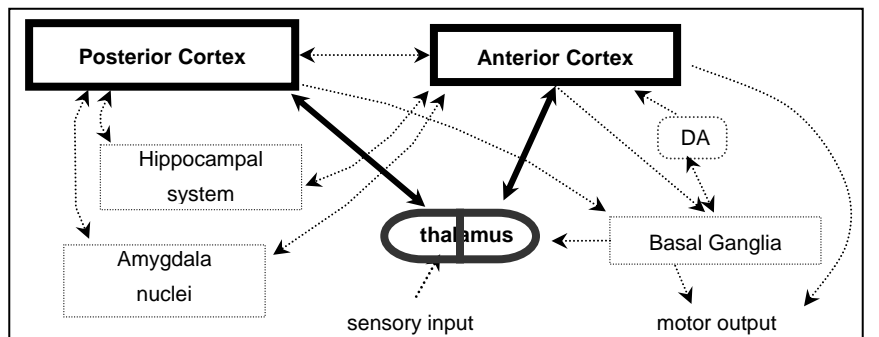 Posterior Cortex
Anterior Cortex
DA
Hippocampal
system
thalamus
Basal Ganglia
Amygdala
nuclei
sensory input
motor output